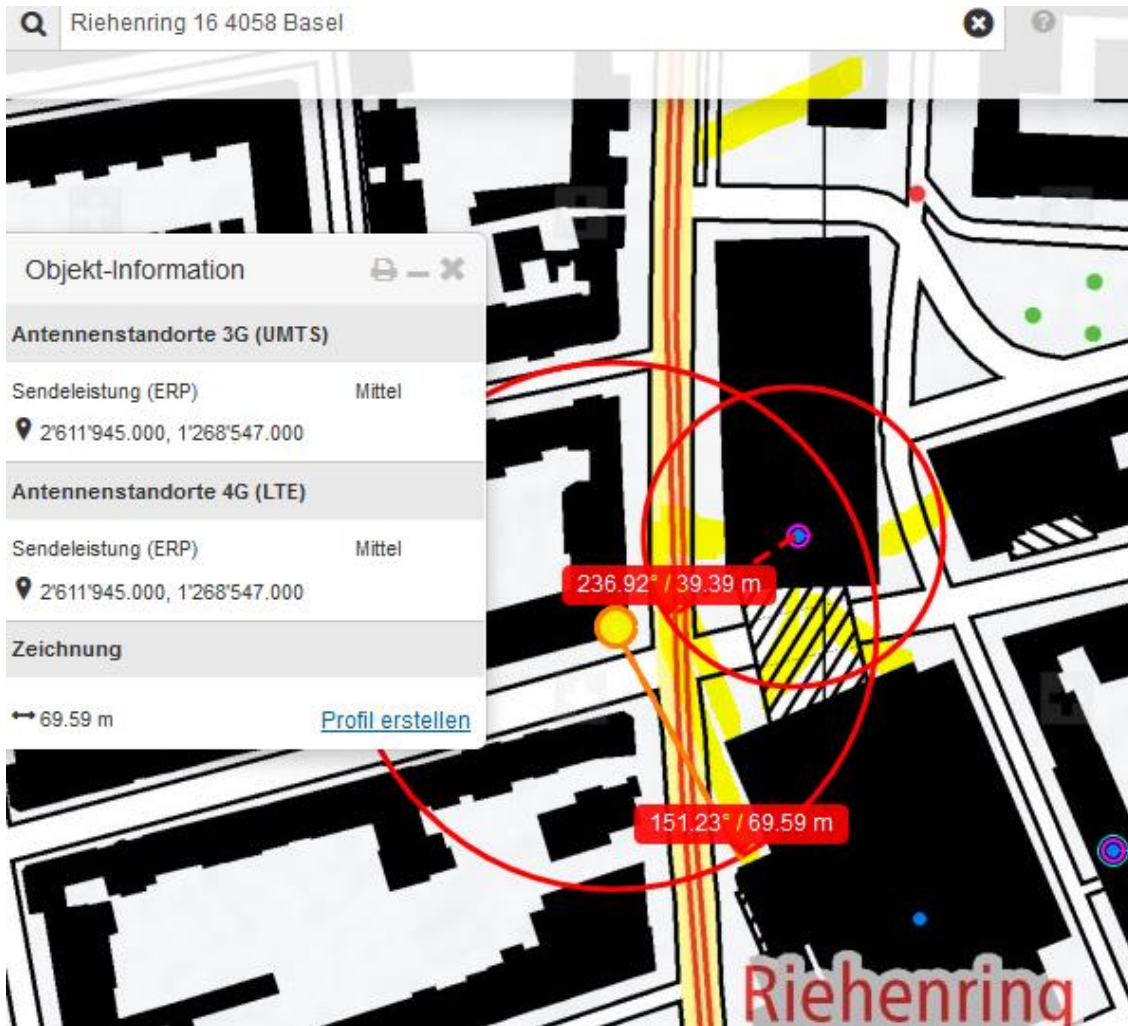 Riehenring 16 4058 Basel
Objekt-Information
Antennenstandorte 3G (UMTS)
Sendeleistung (ERP) Mittel
2'611'945.000, 1'268'547.000
Antennenstandorte 4G (LTE)
Sendeleistung (ERP) Mittel
2'611'945.000, 1'268'547.000
Zeichnung
69.59 m Profil erstellen
236.92° / 39.39 m
151.23° / 69.59 m
Riehenring